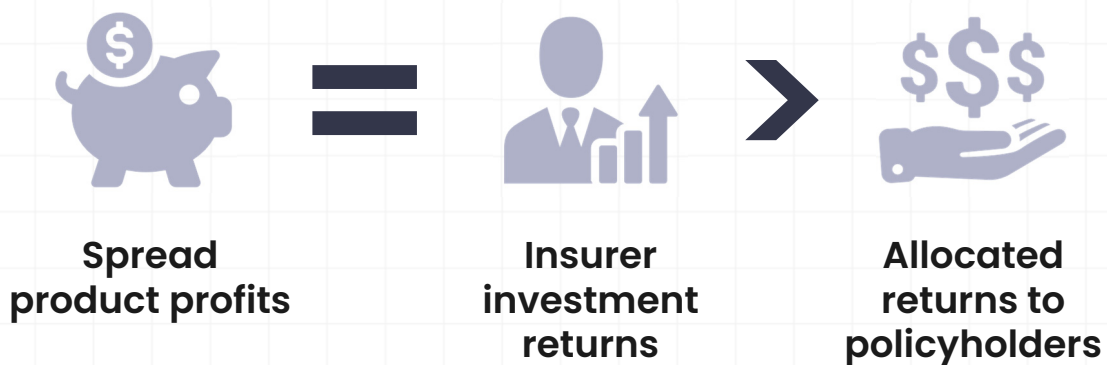 $
$ $ $
Spread
product profits
Insurer
investment
returns
Allocated
returns to
policyholders